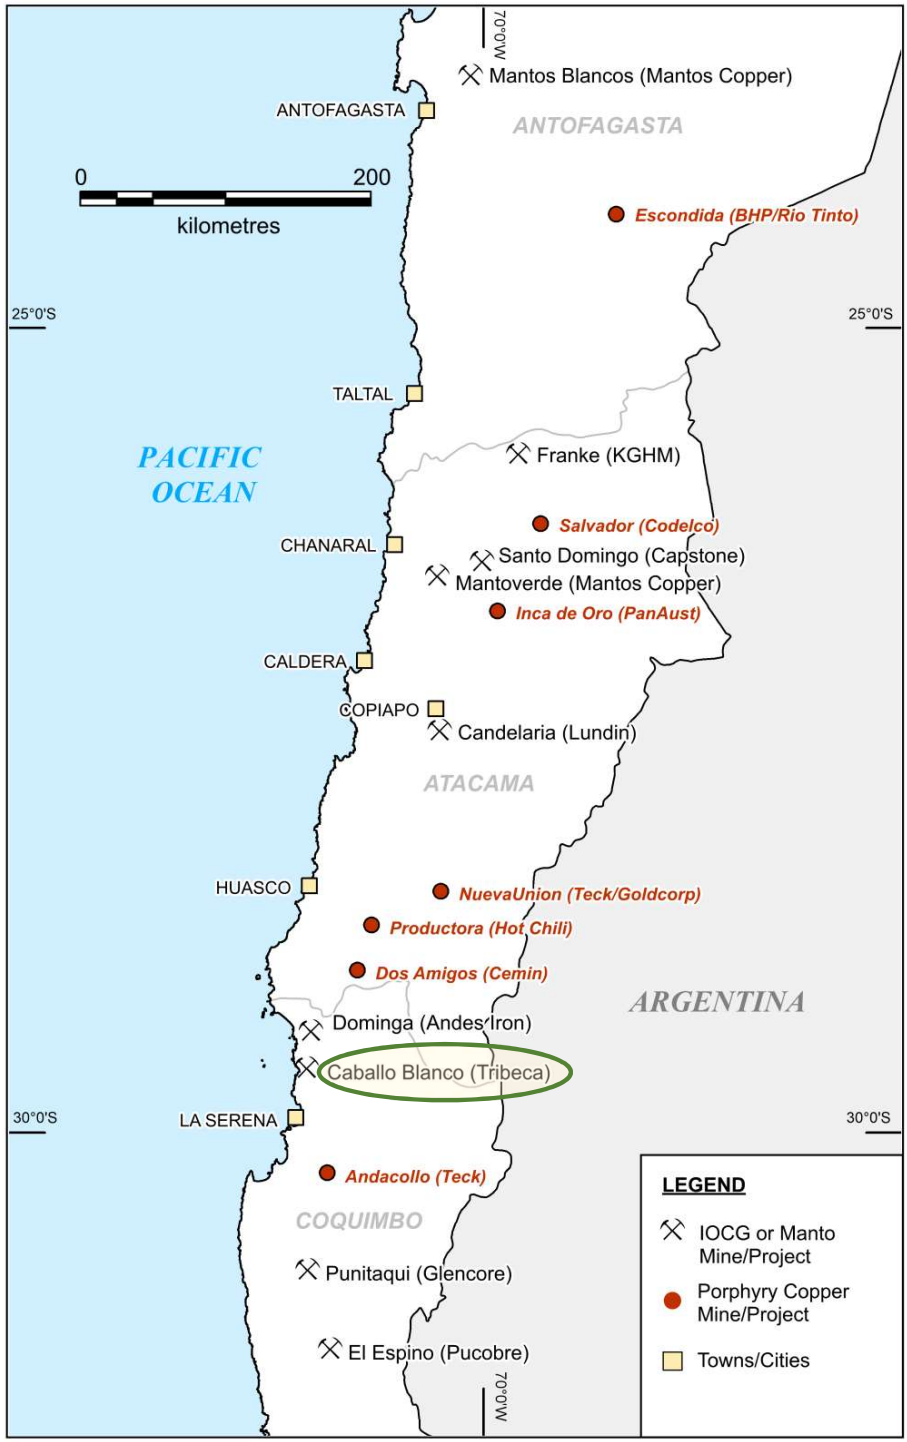 70°0'W
Mantos Blancos (Mantos Copper)
ANTOFAGASTA
ANTOFAGASTA
0 200
kilometres
Escondida (BHP/Rio Tinto)
25°0'S 25°0'S
TALTAL
PACIFIC
OCEAN
Franke (KGHM)
Salvador (Codelco)
CHANARAL
Santo Domingo (Capstone)
Mantoverde (Mantos Copper)
Inca de Oro (PanAust)
CALDERA
COPIAPO
Candelaria (Lundin)
ATACAMA
HUASCO
NuevaUnion (Teck/Goldcorp)
Productora (Hot Chili)
Dos Amigos (Cemin)
ARGENTINA
Dominga (Andes Iron)
Caballo Blanco (Tribeca)
LA SERENA
30°0'S 30°0'S
Andacollo (Teck)
COQUIMBO
Punitaqui (Glencore)
El Espino (Pucobre)
70°0'W
LEGEND
IOCG or Manto
Mine/Project
Porphyry Copper
Mine/Project
Towns/Cities